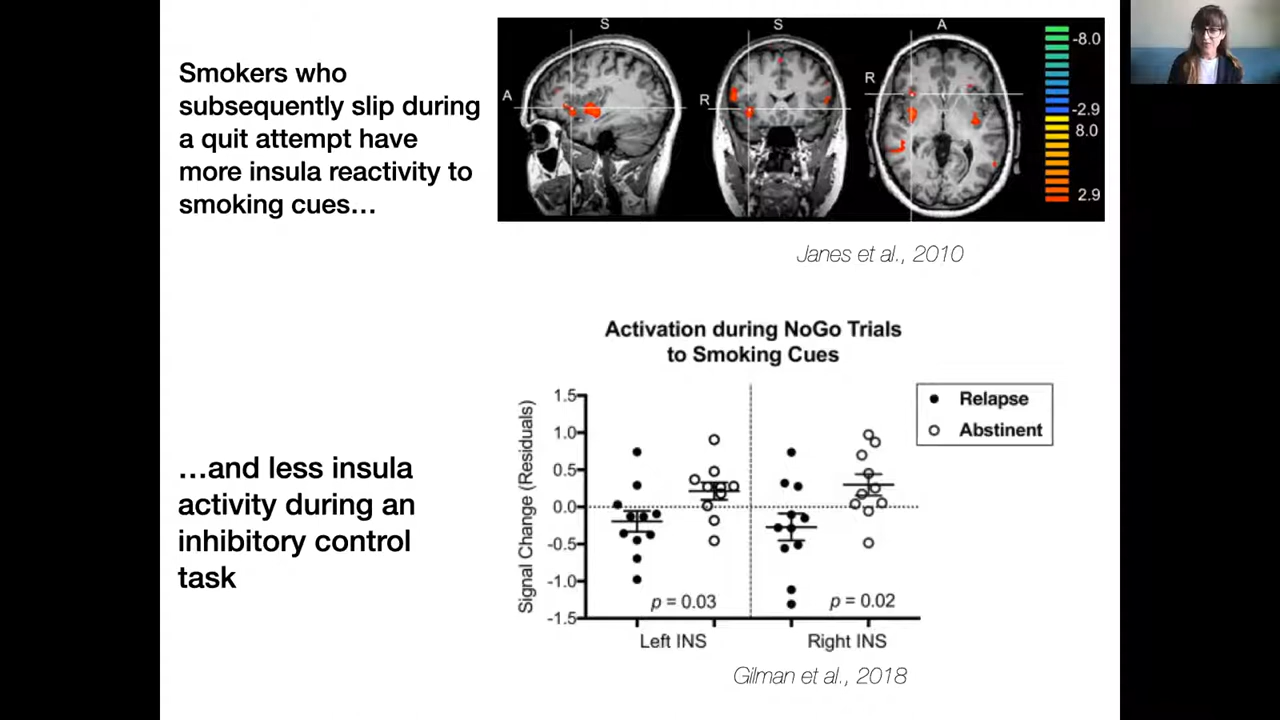 Smokers who
subsequently slip during
a quit attempt have
more insula reactivity to
smoking cues…
S
S
A
A
R
R
-8.0
-2.9
8.0
2.9
Janes et al., 2010
…and less insula
activity during an
inhibitory control
task
Activation during NoGo Trials
to Smoking Cues
Signal Change (Residuals)
1.5
1.0
0.5
0.0
-0.5
-1.0
-1.5
p = 0.03
p = 0.02
Left INS
Right INS
Relapse
Abstinent
Gilman et al., 2018